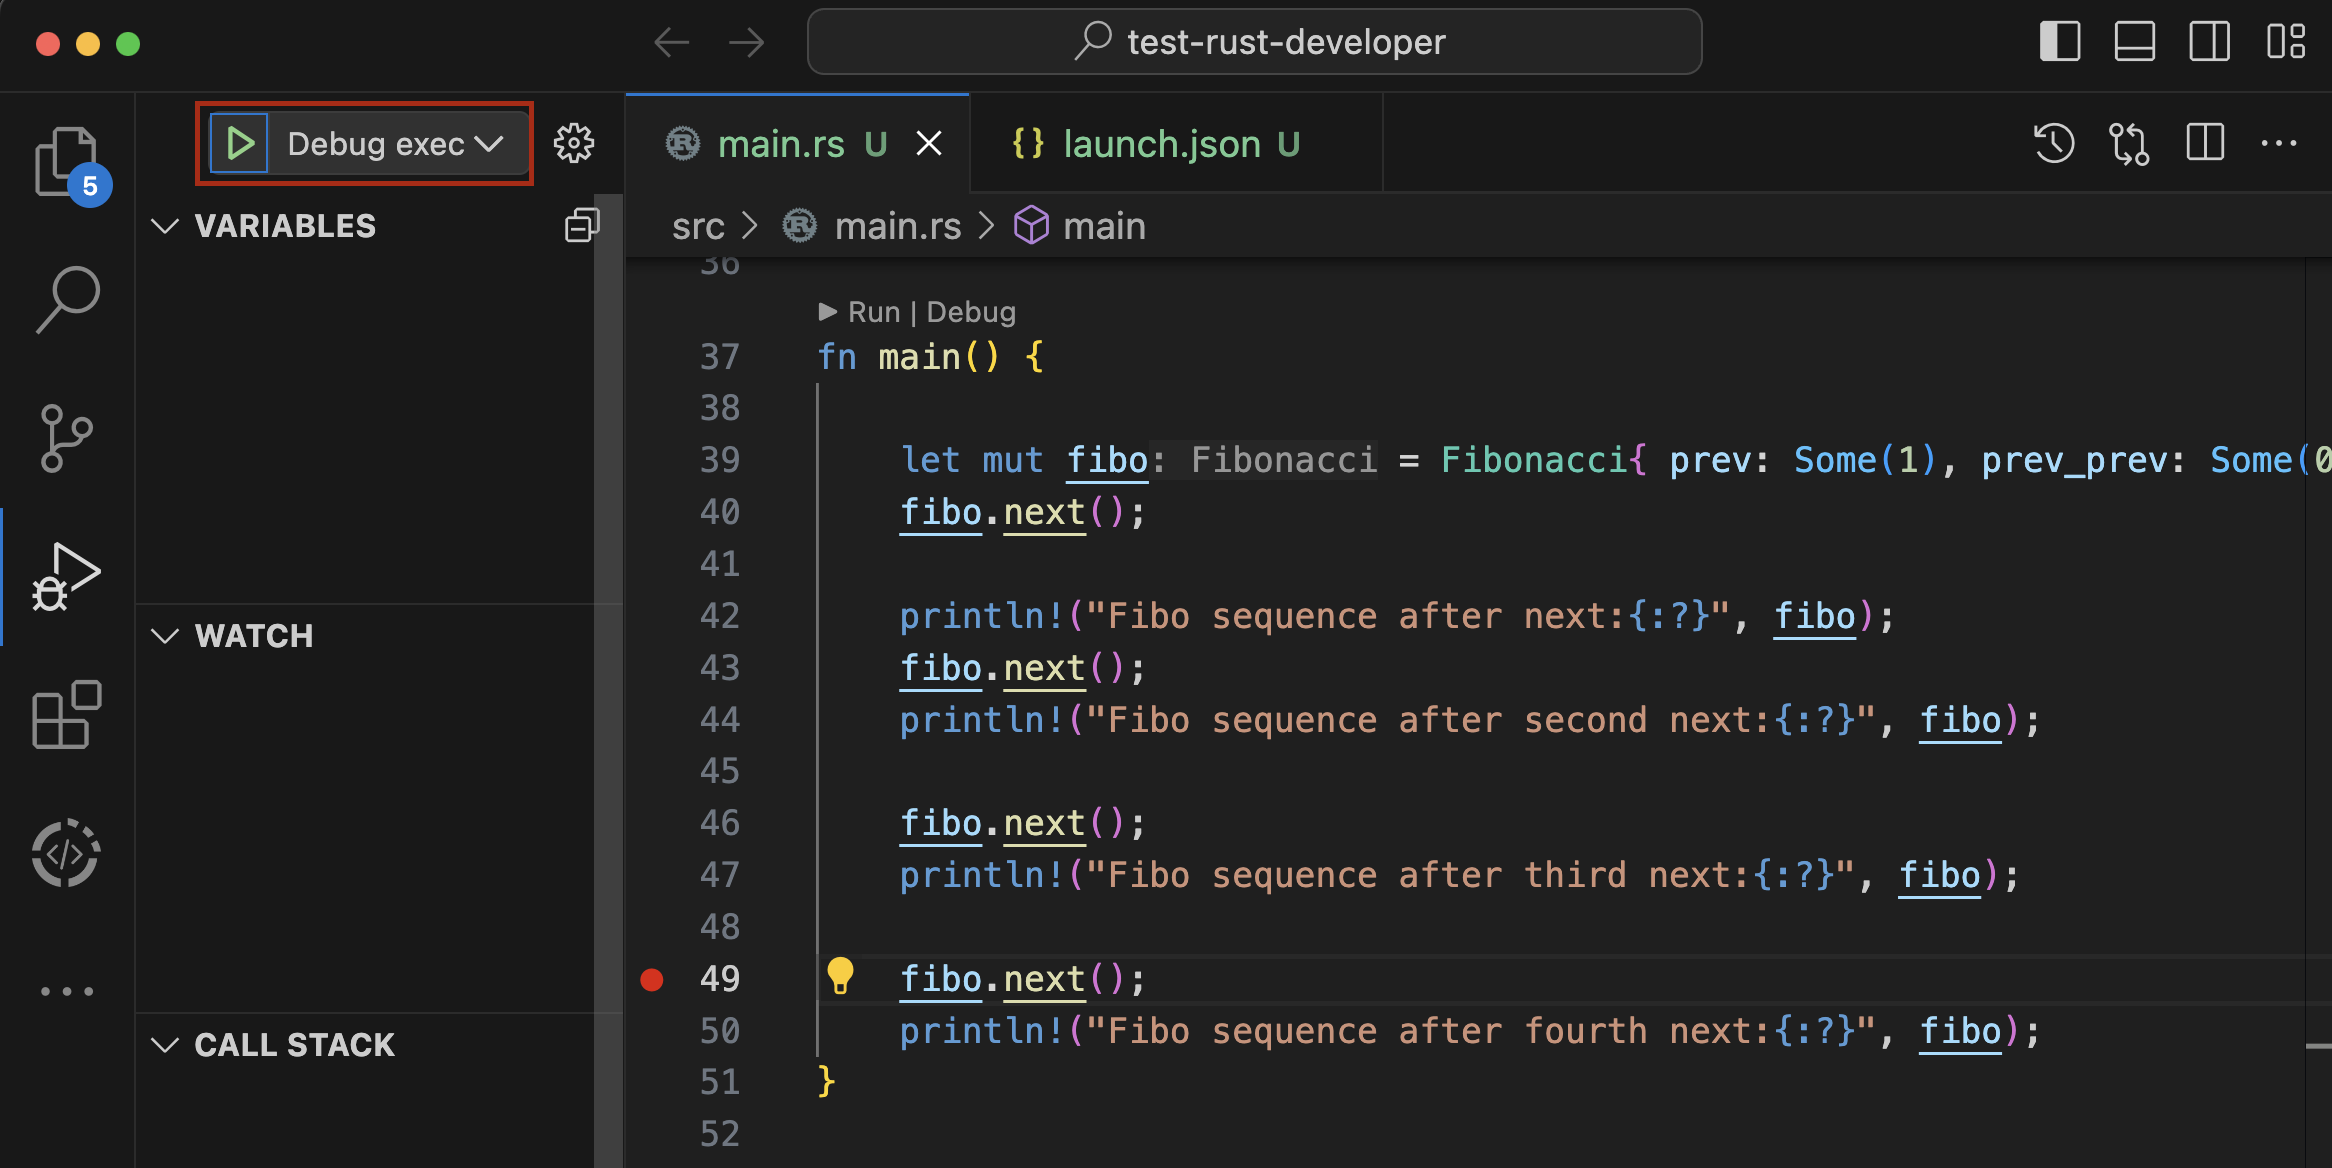 test-rust-developer
Debug exec
main.rs U
{} launch.json U
5
VARIABLES
src > main.rs > main
36
Run | Debug
37 fn main() {
38
39 let mut fibo: Fibonacci = Fibonacci{ prev: Some(1), prev_prev: Some(0
40 fibo.next();
41
42 println!("Fibo sequence after next:{:?}", fibo);
43 fibo.next();
44 println!("Fibo sequence after second next:{:?}", fibo);
45
46 fibo.next();
47 println!("Fibo sequence after third next:{:?}", fibo);
48
49 fibo.next();
50 println!("Fibo sequence after fourth next:{:?}", fibo);
51 }
52
WATCH
CALL STACK